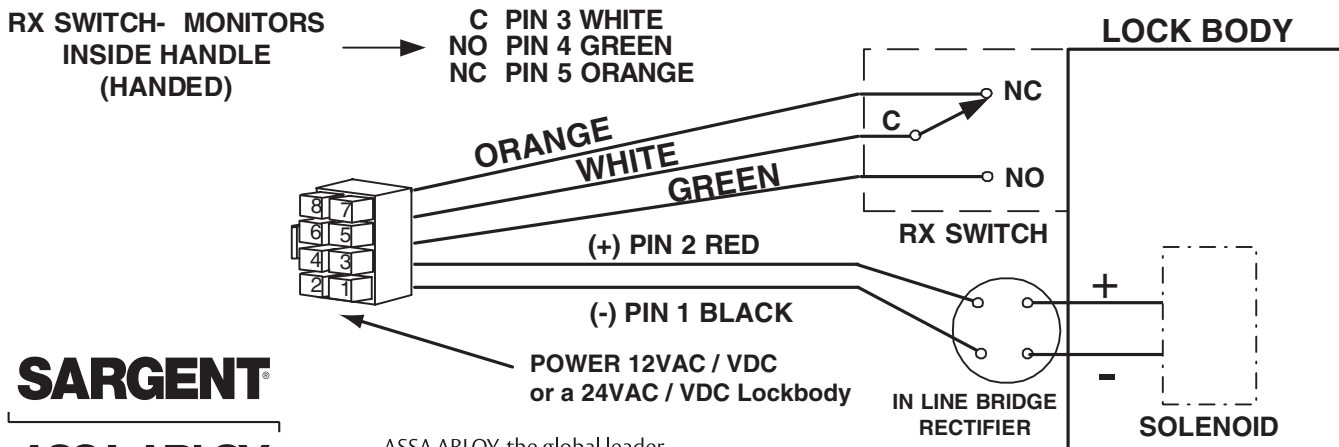 RX SWITCH- MONITORS
INSIDE HANDLE
(HANDED)
C PIN 3 WHITE
NO PIN 4 GREEN
NC PIN 5 ORANGE
LOCK BODY
NC
C
NO
RX SWITCH
ORANGE
WHITE
GREEN
8 7
6 5
4 3
2 1
(+) PIN 2 RED
(-) PIN 1 BLACK
POWER 12VAC / VDC
or a 24VAC / VDC Lockbody
+
-
IN LINE BRIDGE
RECTIFIER
SOLENOID
SARGENT®
ASSA ABLOY
ASSA ABLOY, the global leader